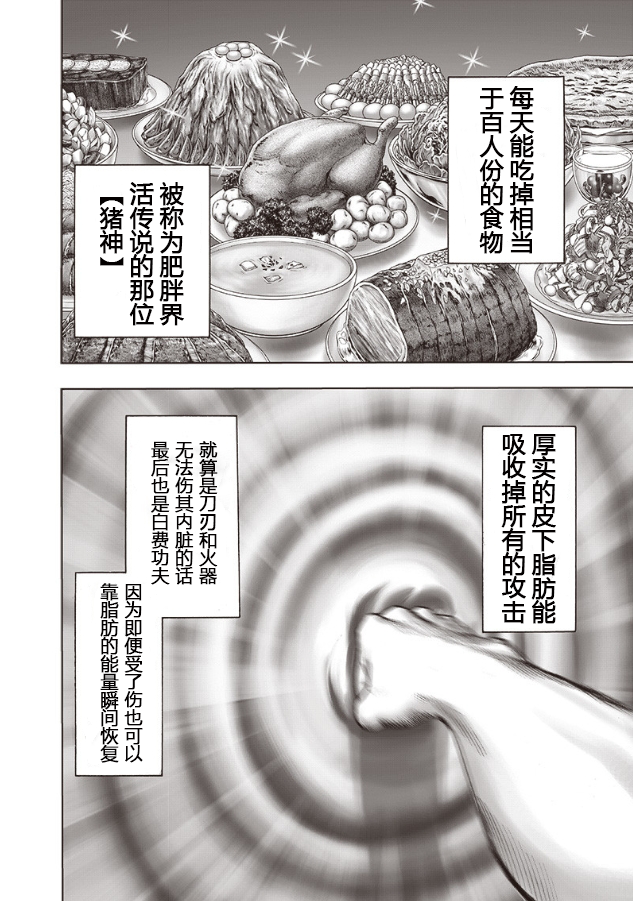 每天能吃掉相当
于百人份的食物
被称为肥胖界
活传说的那位
【猪神】
厚实的皮下脂肪能
吸收掉所有的攻击
就算是刀刃和火器
无法伤其内脏的话
最后也是白费功夫
因为即便受了伤也可以
靠脂肪的能量瞬间恢复